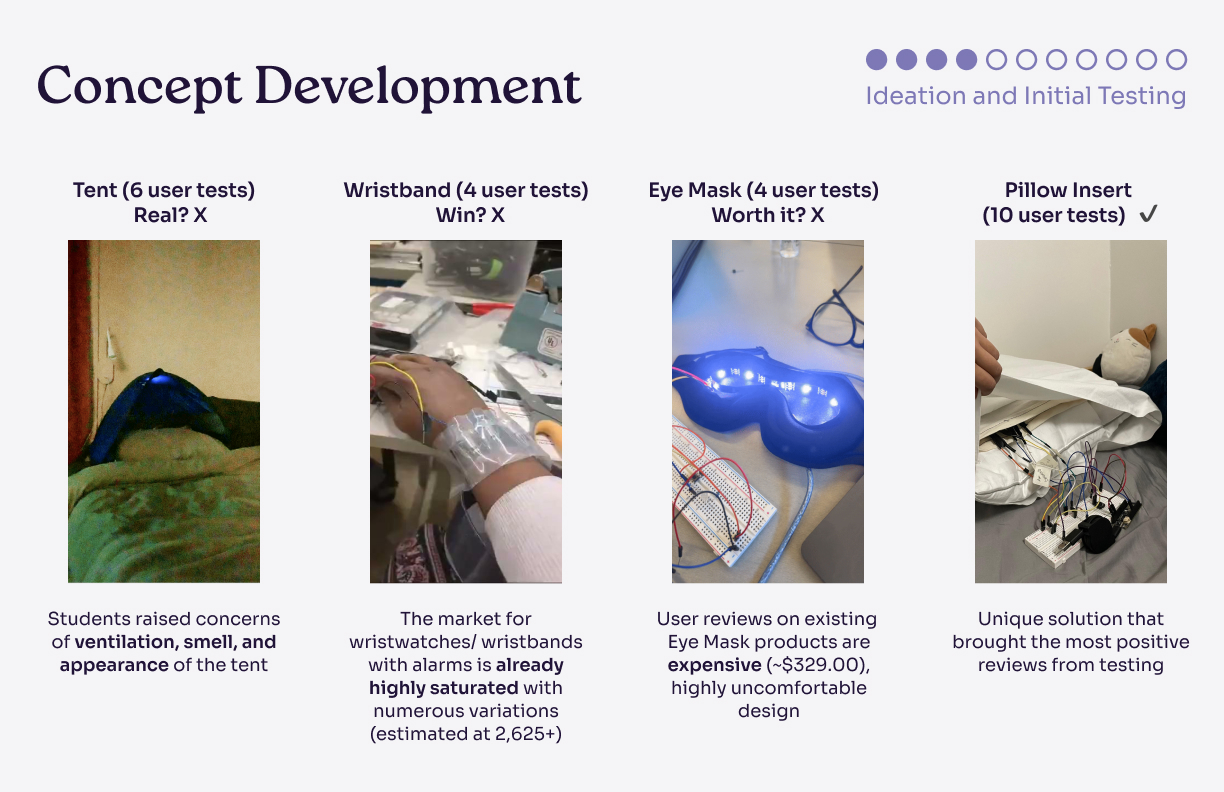 Concept Development
Ideation and Initial Testing
Tent (6 user tests)
Real? X
Wristband (4 user tests)
Win? X
Eye Mask (4 user tests)
Worth it? X
Pillow Insert
(10 user tests) ✓
Students raised concerns
of ventilation, smell, and
appearance of the tent
The market for
wristwatches/ wristbands
with alarms is already
highly saturated with
numerous variations
(estimated at 2,625+)
User reviews on existing
Eye Mask products are
expensive (~$329.00),
highly uncomfortable
design
Unique solution that
brought the most positive
reviews from testing